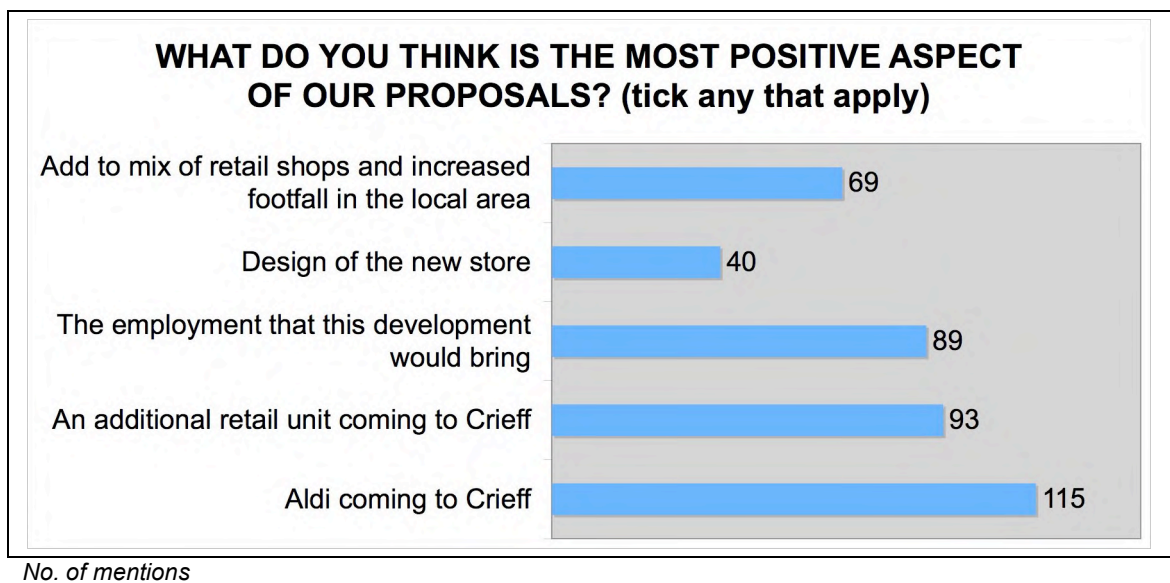 WHAT DO YOU THINK IS THE MOST POSITIVE ASPECT
OF OUR PROPOSALS? (tick any that apply)
Add to mix of retail shops and increased
footfall in the local area
69
Design of the new store
40
The employment that this development
would bring
89
An additional retail unit coming to Crieff
93
Aldi coming to Crieff
115
No. of mentions